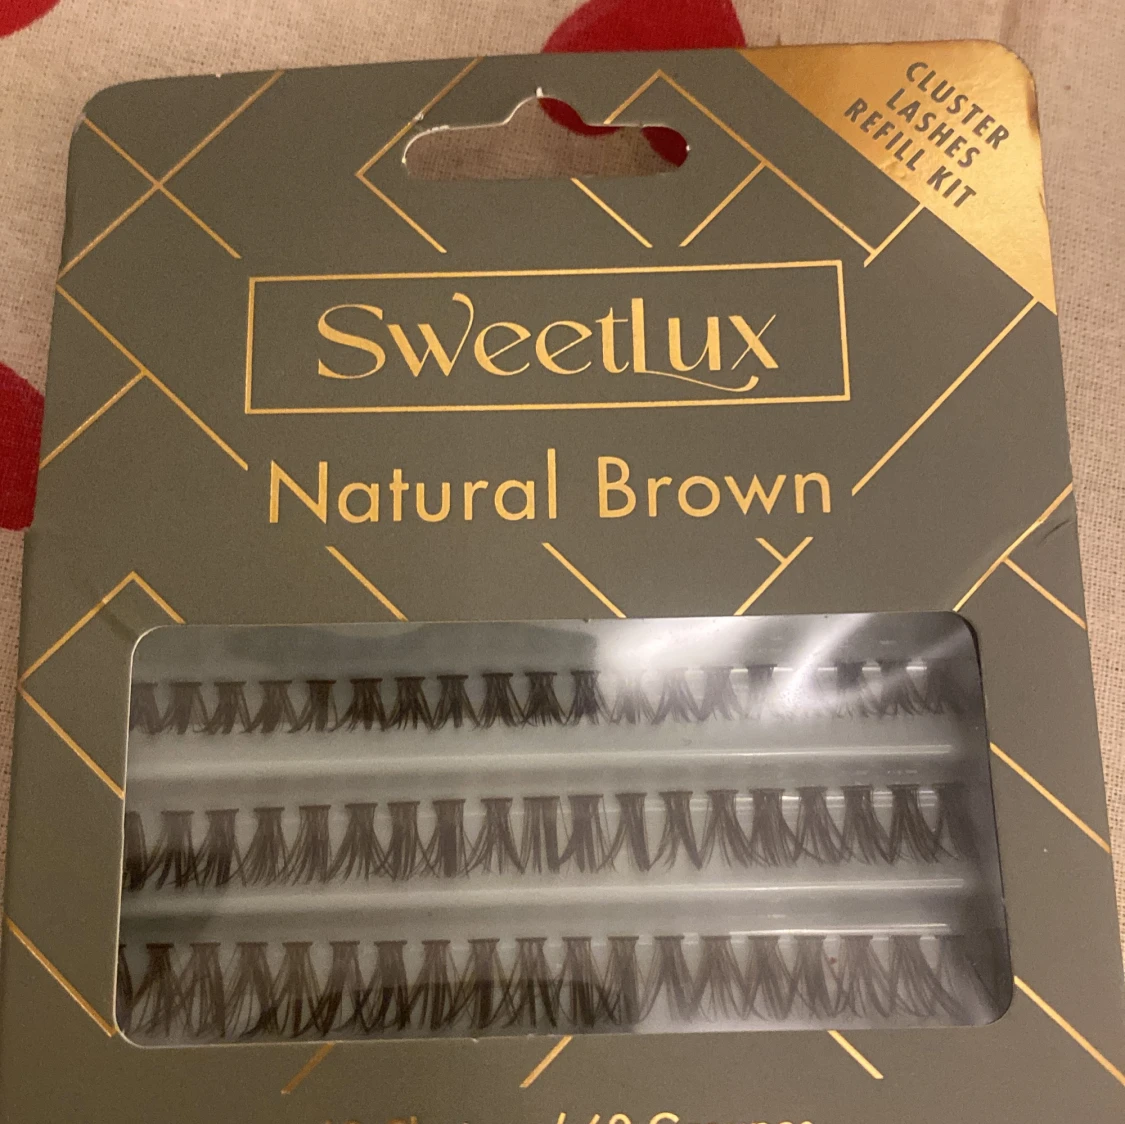 CLUSTER
LASHES
REFILL KIT
SweetLux
Natural Brown